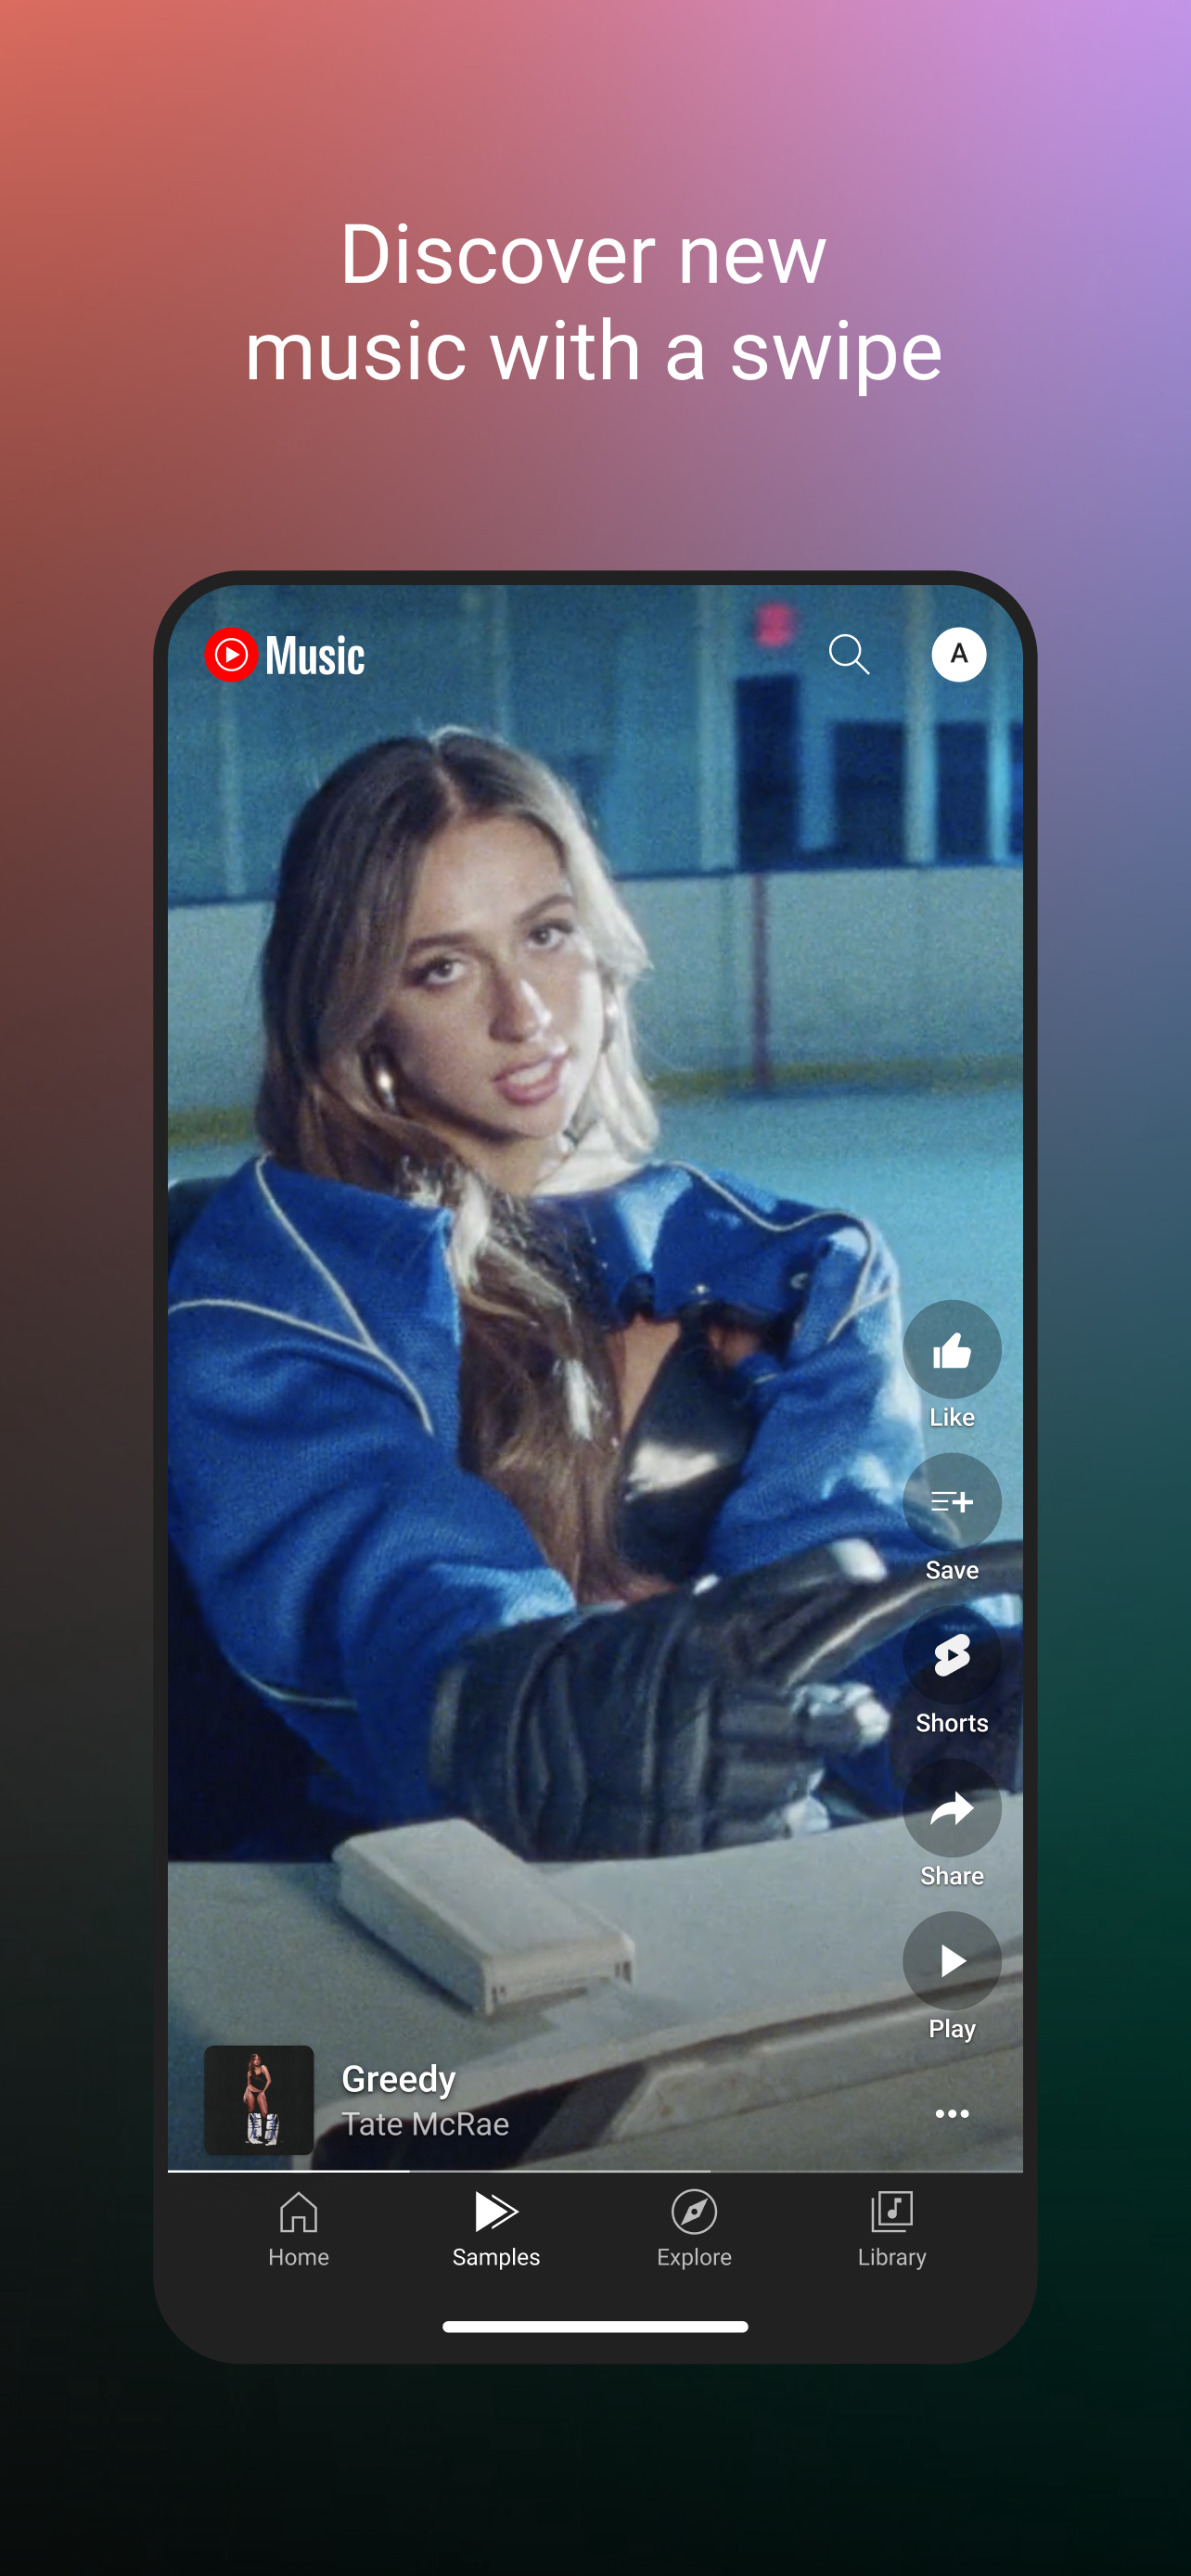 Discover new
music with a swipe
Music
A
Like
Save
Shorts
Share
Play
Greedy
Tate McRae
Home
Samples
Explore
Library